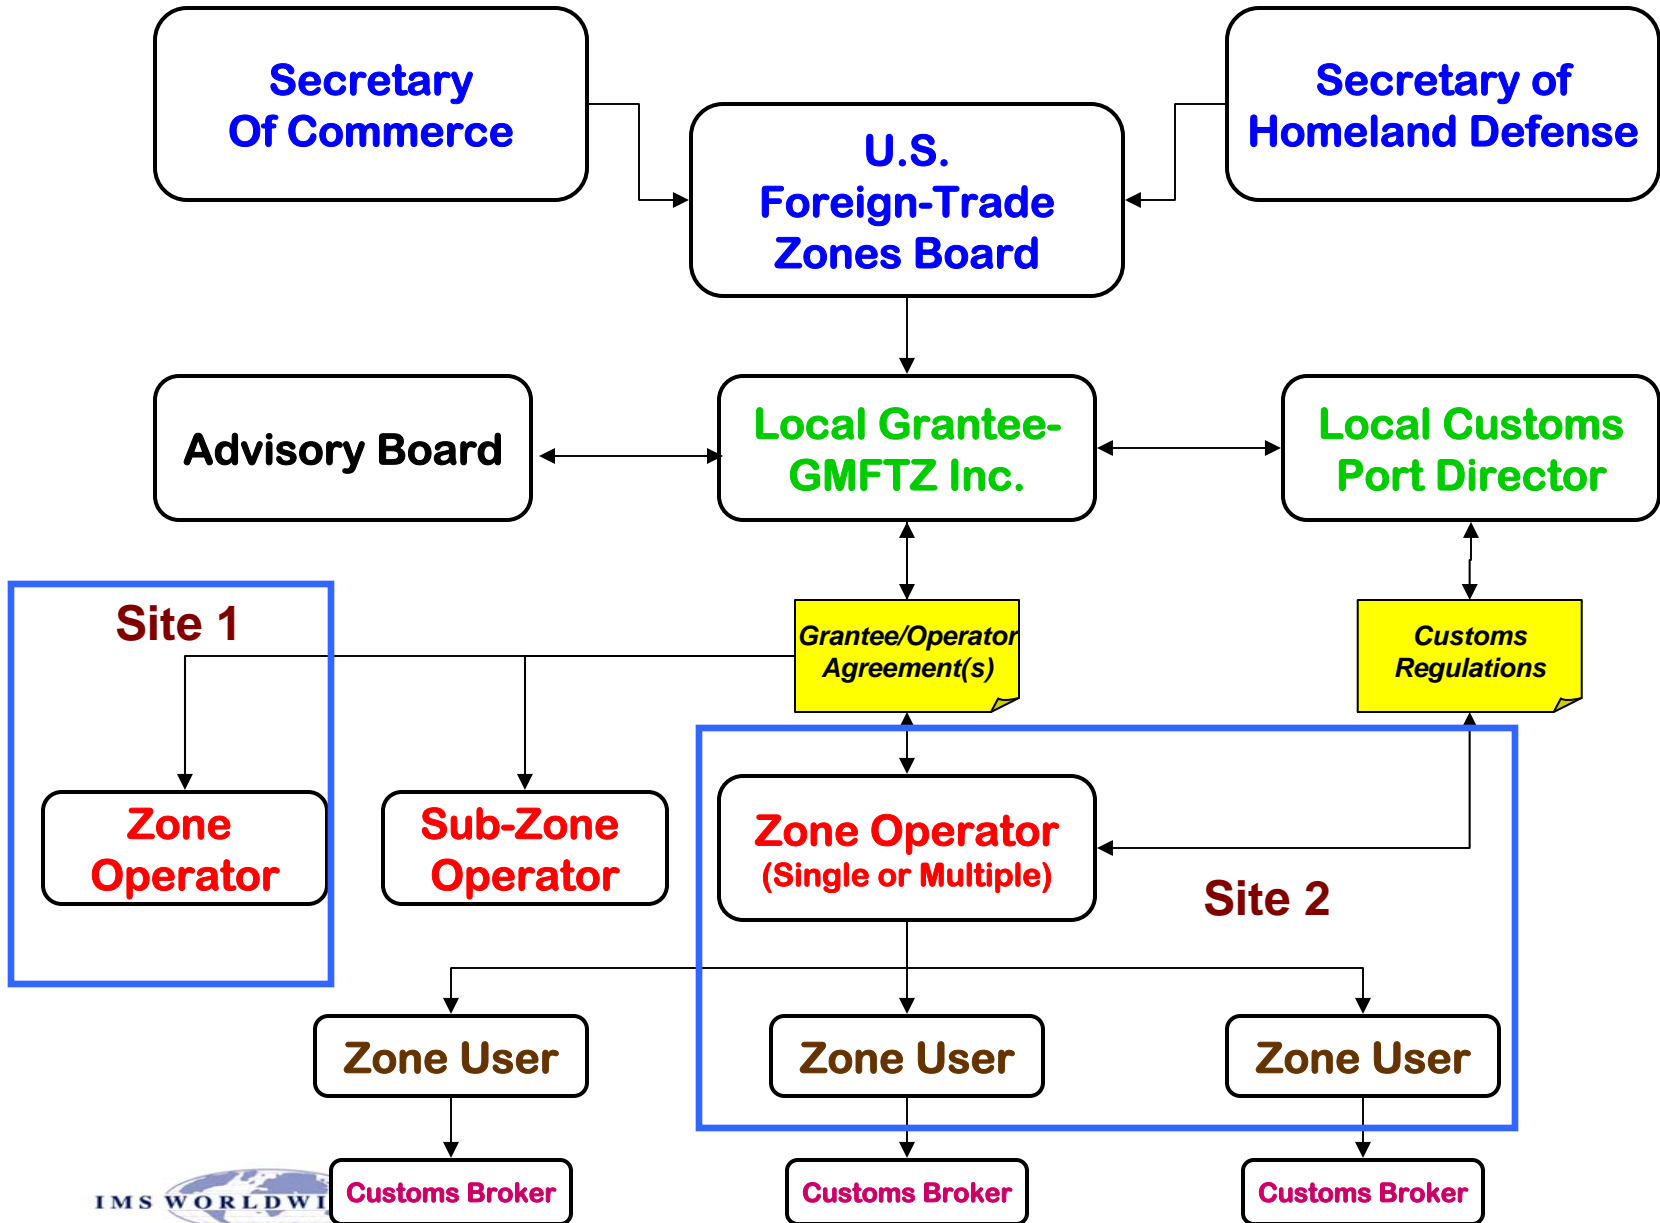 Secretary
Of Commerce
Secretary of
Homeland Defense
U.S.
Foreign-Trade
Zones Board
Advisory Board
Local Grantee-
GMFTZ Inc.
Local Customs
Port Director
Site 1
Grantee/Operator
Agreement(s)
Customs
Regulations
Zone
Operator
Sub-Zone
Operator
Zone Operator
(Single or Multiple)
Site 2
Zone User
Zone User
Zone User
Customs Broker
Customs Broker
Customs Broker
IMS